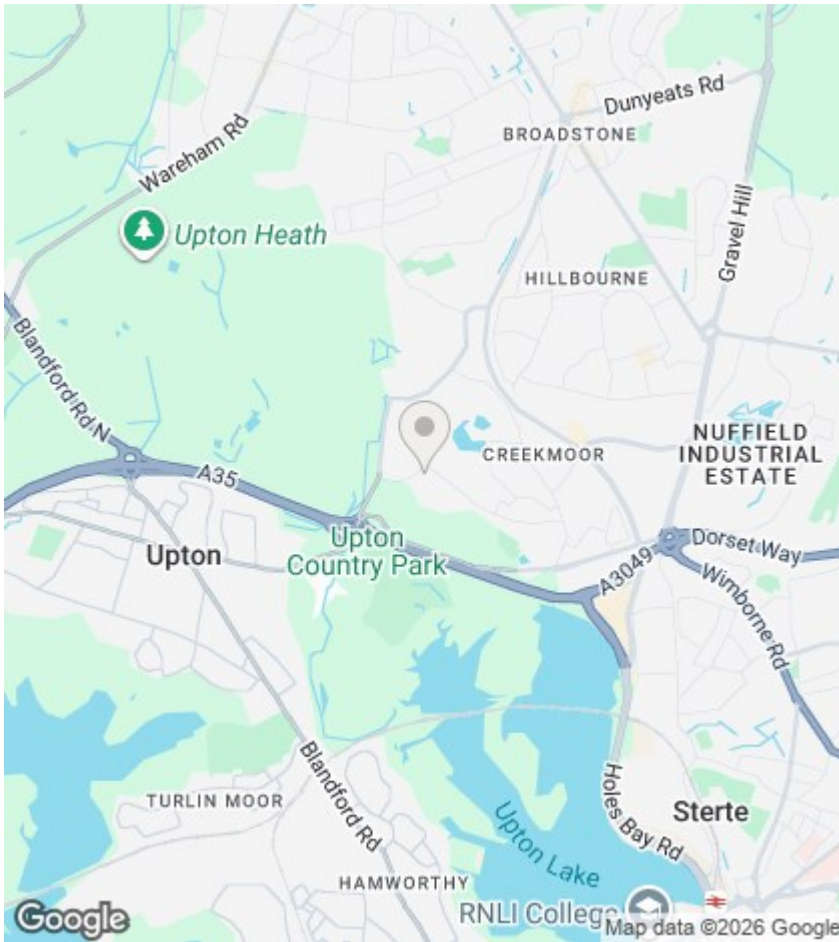 Dunyeats Rd
BROADSTONE
Wareham Rd
Upton Heath
Gravel Hill
HILLBOURNE
Blandford Rd N
A35
CREEKMOOR
NUFFIELD
INDUSTRIAL
ESTATE
Upton
Upton
Country Park
Dorset Way
A3049
Wimborne Rd
Blandford Rd
TURLIN MOOR
Holes Bay Rd
Sterte
Upton Lake
HAMWORTHY
RNLI College
Google
Map data ©2026 Google